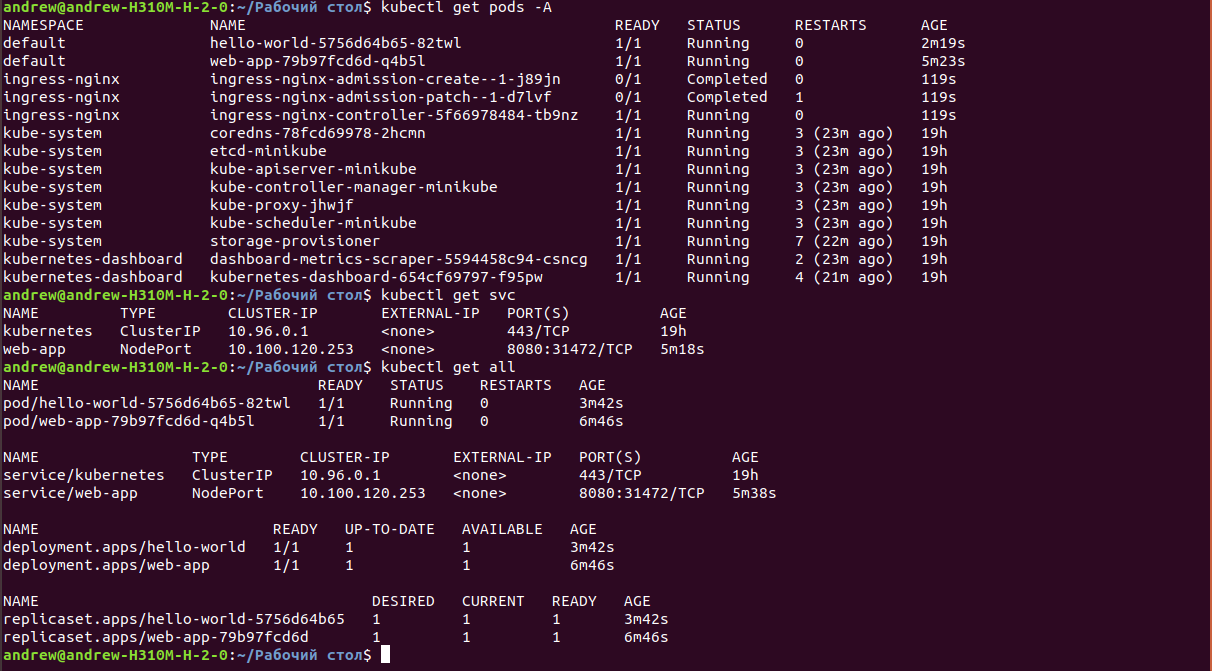 andrew@andrew-H310M-H-2-0:~/Рабочий стол$ kubectl get pods -A
NAMESPACE NAME READY STATUS RESTARTS AGE
default hello-world-5756d64b65-82twl 1/1 Running 0 2m19s
default web-app-79b97fcd6d-q4b5l 1/1 Running 0 5m23s
ingress-nginx ingress-nginx-admission-create--1-j89jn 0/1 Completed 0 119s
ingress-nginx ingress-nginx-admission-patch--1-d7lvf 0/1 Completed 1 119s
ingress-nginx ingress-nginx-controller-5f66978484-tb9nz 1/1 Running 0 119s
kube-system coredns-78fcd69978-2hcmn 1/1 Running 3 (23m ago) 19h
kube-system etcd-minikube 1/1 Running 3 (23m ago) 19h
kube-system kube-apiserver-minikube 1/1 Running 3 (23m ago) 19h
kube-system kube-controller-manager-minikube 1/1 Running 3 (23m ago) 19h
kube-system kube-proxy-jhwjf 1/1 Running 3 (23m ago) 19h
kube-system kube-scheduler-minikube 1/1 Running 3 (23m ago) 19h
kube-system storage-provisioner 1/1 Running 7 (22m ago) 19h
kubernetes-dashboard dashboard-metrics-scraper-5594458c94-csncg 1/1 Running 2 (23m ago) 19h
kubernetes-dashboard kubernetes-dashboard-654cf69797-f95pw 1/1 Running 4 (21m ago) 19h
andrew@andrew-H310M-H-2-0:~/Рабочий стол$ kubectl get svc
NAME TYPE CLUSTER-IP EXTERNAL-IP PORT(S) AGE
kubernetes ClusterIP 10.96.0.1 <none> 443/TCP 19h
web-app NodePort 10.100.120.253 <none> 8080:31472/TCP 5m18s
andrew@andrew-H310M-H-2-0:~/Рабочий стол$ kubectl get all
NAME READY STATUS RESTARTS AGE
pod/hello-world-5756d64b65-82twl 1/1 Running 0 3m42s
pod/web-app-79b97fcd6d-q4b5l 1/1 Running 0 6m46s
NAME TYPE CLUSTER-IP EXTERNAL-IP PORT(S) AGE
service/kubernetes ClusterIP 10.96.0.1 <none> 443/TCP 19h
service/web-app NodePort 10.100.120.253 <none> 8080:31472/TCP 5m38s
NAME READY UP-TO-DATE AVAILABLE AGE
deployment.apps/hello-world 1/1 1 1 3m42s
deployment.apps/web-app 1/1 1 1 6m46s
NAME DESIRED CURRENT READY AGE
replicaset.apps/hello-world-5756d64b65 1 1 1 3m42s
replicaset.apps/web-app-79b97fcd6d 1 1 1 6m46s
andrew@andrew-H310M-H-2-0:~/Рабочий стол$